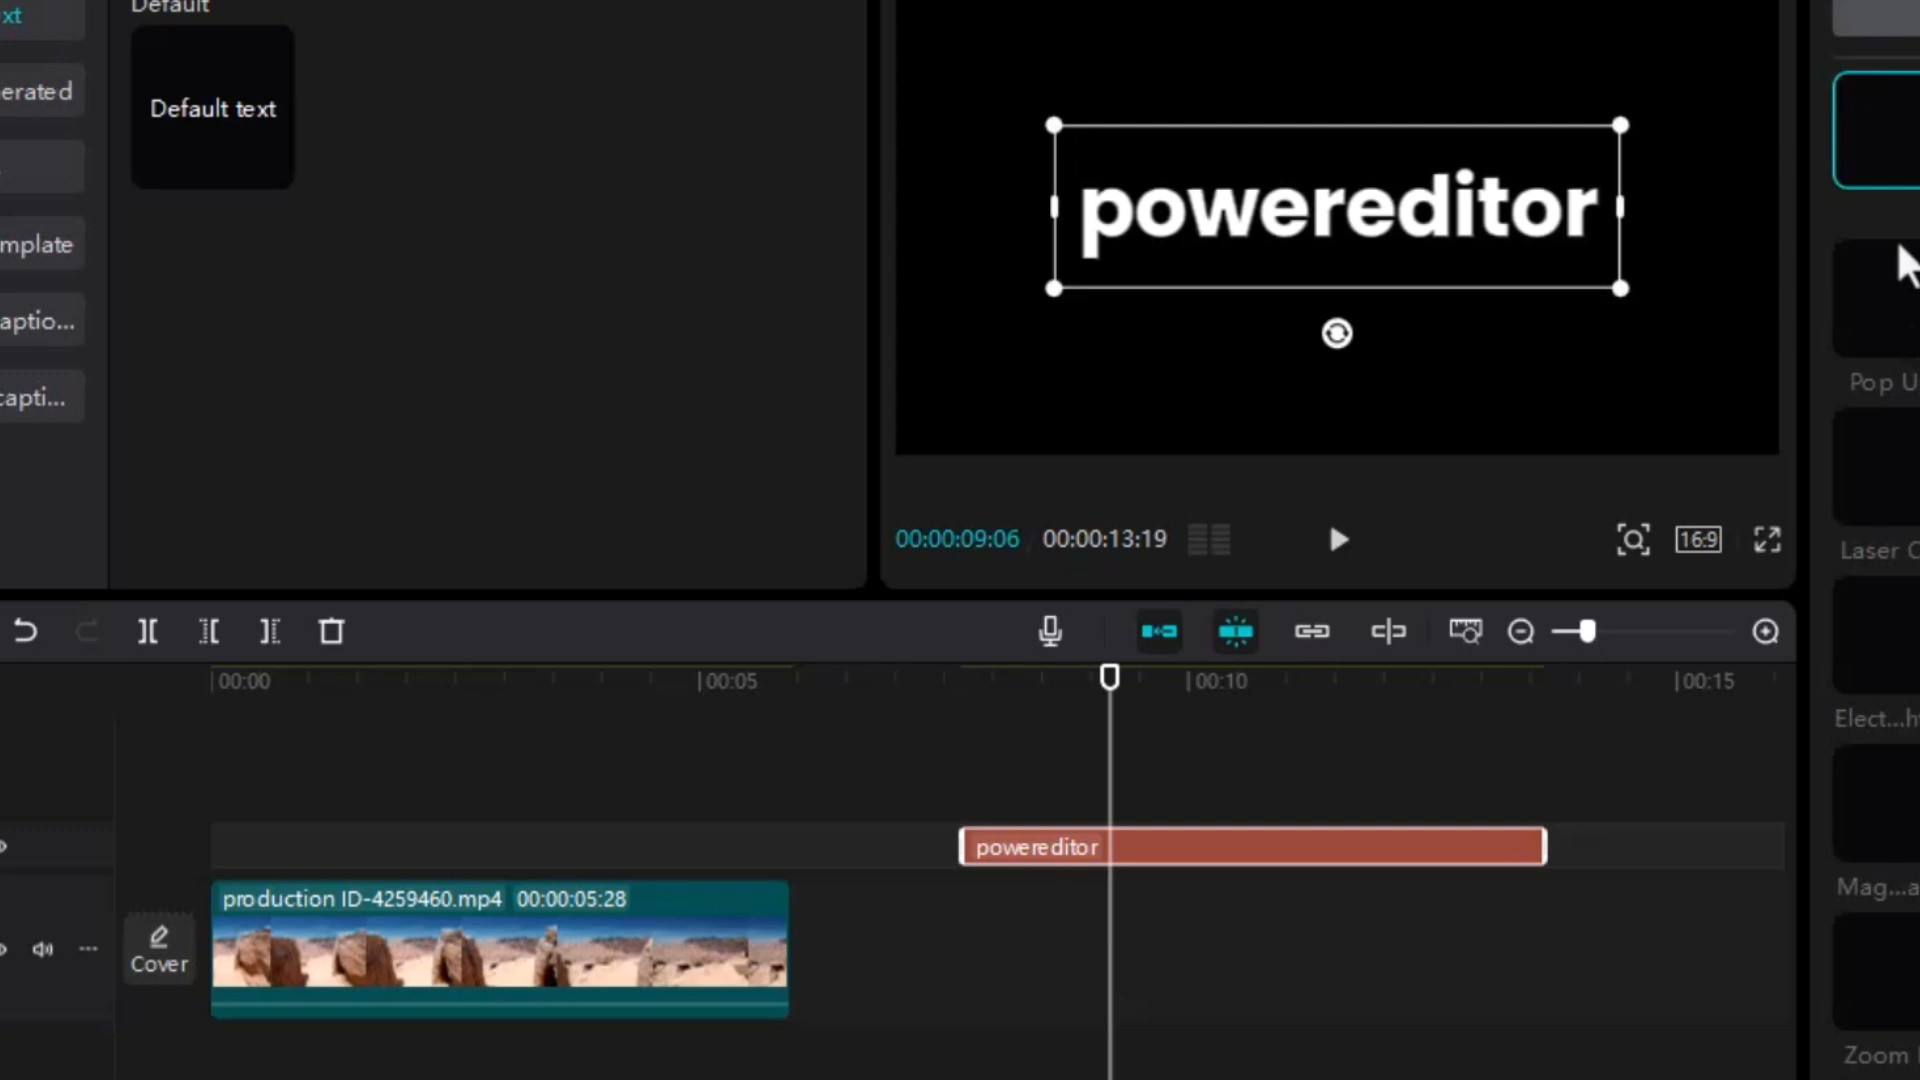 xt
Default
erated
Default text
mplate
aptio...
capti...
powereditor
Pop U
Laser C
Elect...h
Mag...a
Zoom
00:00:09:06
00:00:13:19
16:9
00:00
00:05
00:10
00:15
powereditor
production ID-4259460.mp4 00:00:05:28
Cover